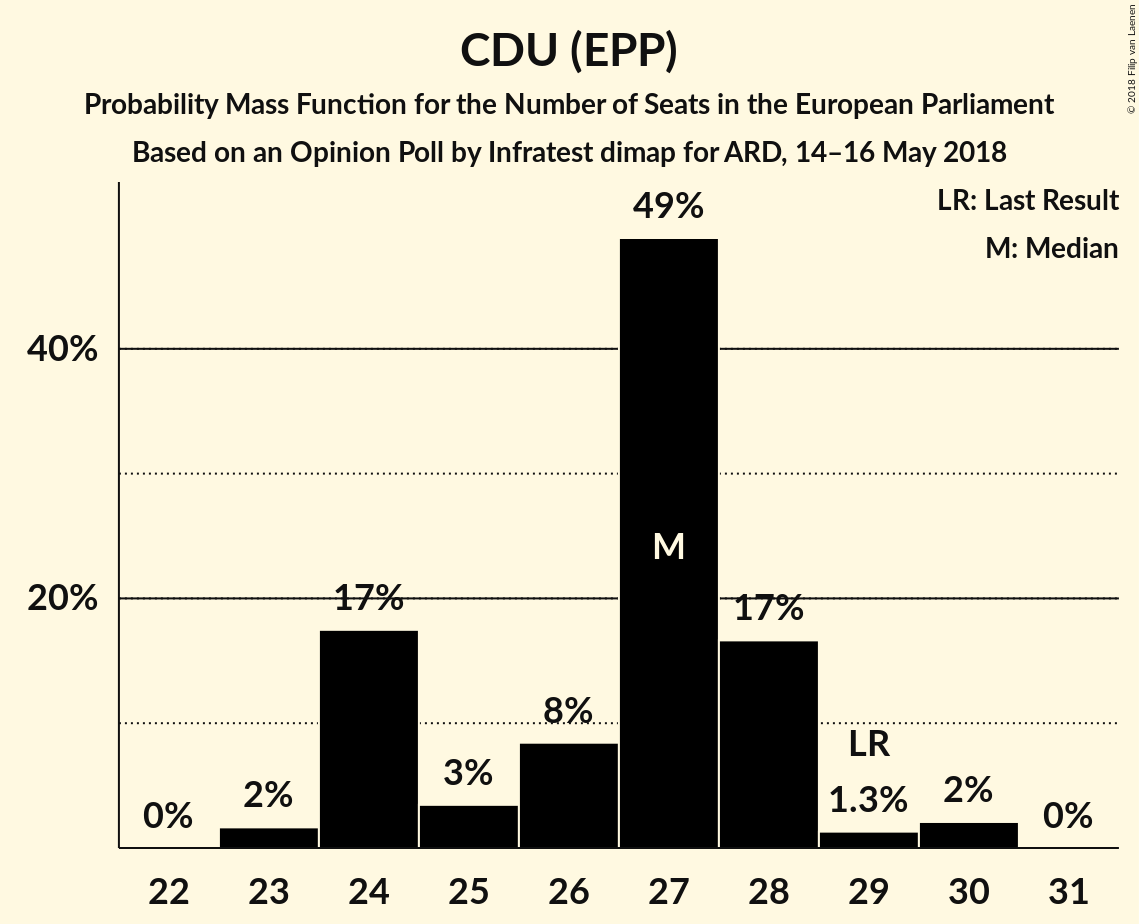 CDU (EPP)
Probability Mass Function for the Number of Seats in the European Parliament
Based on an Opinion Poll by Infratest dimap for ARD, 14–16 May 2018
© 2018 Filip van Laenen
LR: Last Result
M: Median
49%
40%
M
20%
17%
17%
8%
LR
3%
2%
1.3%
2%
0%
0%
22 23 24 25 26 27 28 29 30 31